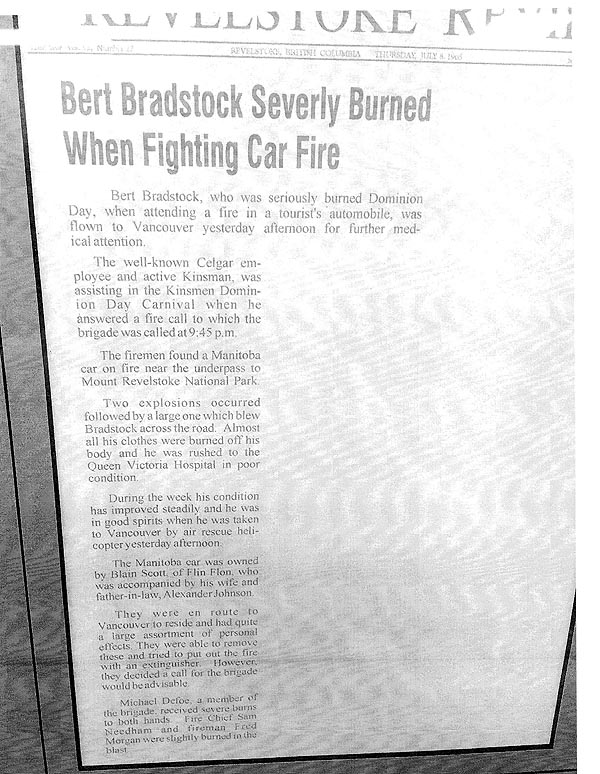 REVELSTOKE REVIEW
REVELSTOKE, BRITISH COLUMBIA THURSDAY, JULY 8, 1965
Bert Bradstock Severly Burned
When Fighting Car Fire
Bert Bradstock, who was seriously burned Dominion
Day, when attending a fire in a tourist's automobile, was
flown to Vancouver yesterday afternoon for further med-
ical attention.
The well-known Celgar em-
ployee and active Kinsman, was
assisting in the Kinsmen Domin-
ion Day Carnival when he
answered a fire call to which the
brigade was called at 9:45 p.m.
The firemen found a Manitoba
car on fire near the underpass to
Mount Revelstoke National Park.
Two explosions occurred
followed by a large one which blew
Bradstock across the road. Almost
all his clothes were burned off his
body and he was rushed to the
Queen Victoria Hospital in poor
condition.
During the week his condition
has improved steadily and he was
in good spirits when he was taken
to Vancouver by air rescue heli-
copter yesterday afternoon.
The Manitoba car was owned
by Blain Scott, of Flin Flon, who
was accompanied by his wife and
father-in-law, Alexander Johnson.
They were en route to
Vancouver to reside and had quite
a large assortment of personal
effects. They were able to remove
these and tried to put out the fire
with an extinguisher. However,
they decided a call for the brigade
would be advisable.
Michael Defoe, a member of
the brigade, received severe burns
to both hands. Fire Chief Sam
Needham and fireman Fred
Morgan were slightly burned in the
blast.